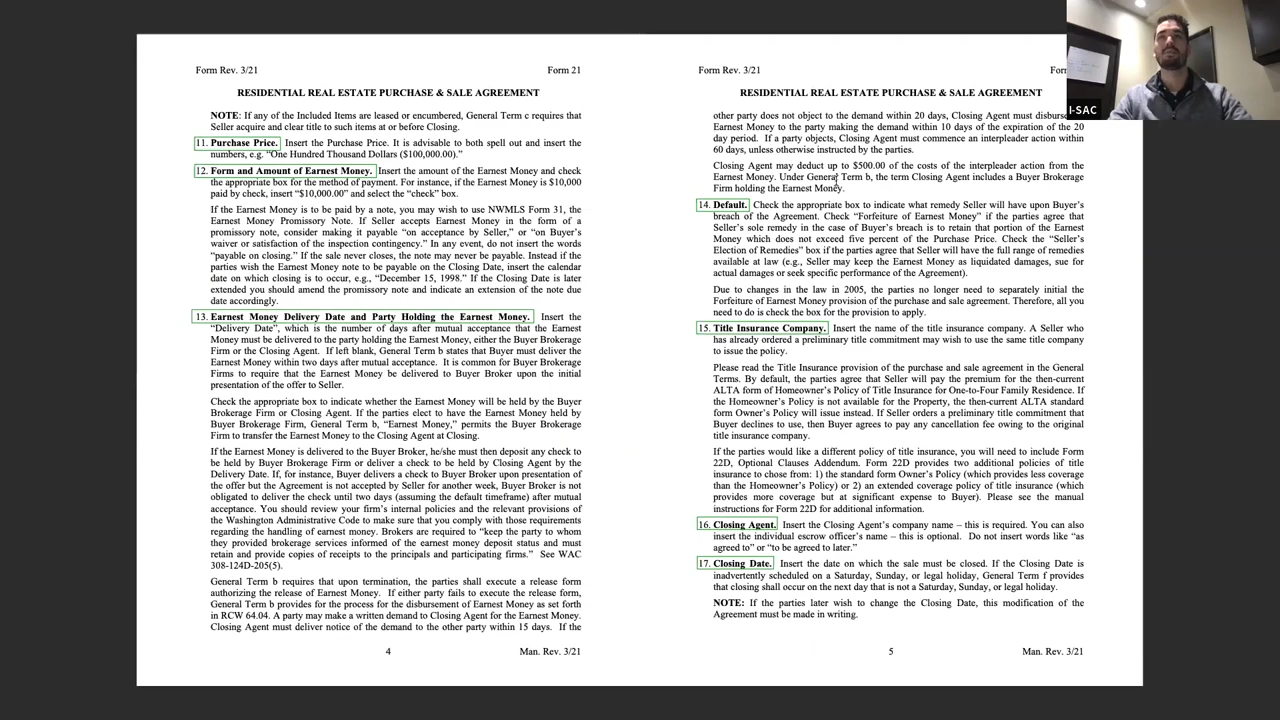 Form Rev. 3/21 Form 21
RESIDENTIAL REAL ESTATE PURCHASE & SALE AGREEMENT
NOTE: If any of the Included Items are leased or encumbered, General Term c requires that
Seller acquire and clear title to such items at or before Closing.
11. Purchase Price. Insert the Purchase Price. It is advisable to both spell out and insert the
numbers, e.g. “One Hundred Thousand Dollars ($100,000.00).”
12. Form and Amount of Earnest Money. Insert the amount of the Earnest Money and check
the appropriate box for the method of payment. For instance, if the Earnest Money is $10,000
paid by check, insert “$10,000.00” and select the “check” box.
If the Earnest Money is to be paid by a note, you may wish to use NWMLS Form 31, the
Earnest Money Promissory Note. If Seller accepts Earnest Money in the form of a
promissory note, consider making it payable “on acceptance by Seller,” or “on Buyer’s
waiver or satisfaction of the inspection contingency.” In any event, do not insert the words
“payable on closing.” If the sale never closes, the note may never be payable. Instead if the
parties wish the Earnest Money note to be payable on the Closing Date, insert the calendar
date on which closing is to occur, e.g., “December 15, 1998.” If the Closing Date is later
extended you should amend the promissory note and indicate an extension of the note due
date accordingly.
13. Earnest Money Delivery Date and Party Holding the Earnest Money. Insert the
“Delivery Date”, which is the number of days after mutual acceptance that the Earnest
Money must be delivered to the party holding the Earnest Money, either the Buyer Brokerage
Firm or the Closing Agent. If left blank, General Term b states that Buyer must deliver the
Earnest Money within two days after mutual acceptance. It is common for Buyer Brokerage
Firms to require that the Earnest Money be delivered to Buyer Broker upon the initial
presentation of the offer to Seller.
Check the appropriate box to indicate whether the Earnest Money will be held by the Buyer
Brokerage Firm or Closing Agent. If the parties elect to have the Earnest Money held by
Buyer Brokerage Firm, General Term b, “Earnest Money,” permits the Buyer Brokerage
Firm to transfer the Earnest Money to the Closing Agent at Closing.
If the Earnest Money is delivered to the Buyer Broker, he/she must then deposit any check to
be held by Buyer Brokerage Firm or deliver a check to be held by Closing Agent by the
Delivery Date. If, for instance, Buyer delivers a check to Buyer Broker upon presentation of
the offer but the Agreement is not accepted by Seller for another week, Buyer Broker is not
obligated to deliver the check until two days (assuming the default timeframe) after mutual
acceptance. You should review your firm’s internal policies and the relevant provisions of
the Washington Administrative Code to make sure that you comply with those requirements
regarding the handling of earnest money. Brokers are required to “keep the party to whom
they provided brokerage services informed of the earnest money deposit status and must
retain and provide copies of receipts to the principals and participating firms.” See WAC
308-124D-205(5).
General Term b requires that upon termination, the parties shall execute a release form
authorizing the release of Earnest Money. If either party fails to execute the release form,
General Term b provides for the process for the disbursement of Earnest Money as set forth
in RCW 64.04. A party may make a written demand to Closing Agent for the Earnest Money.
Closing Agent must deliver notice of the demand to the other party within 15 days. If the
4 Man. Rev. 3/21
Form Rev. 3/21
RESIDENTIAL REAL ESTATE PURCHASE & SALE AGREEMENT
other party does not object to the demand within 20 days, Closing Agent must
Earnest Money to the party making the demand within 10 days of the expiration of the 20
day period. If a party objects, Closing Agent must commence an interpleader action within
60 days, unless otherwise instructed by the parties.
Closing Agent may deduct up to $500.00 of the costs of the interpleader action from the
Earnest Money. Under General Term b, the term Closing Agent includes a Buyer Brokerage
Firm holding the Earnest Money.
14. Default. Check the appropriate box to indicate what remedy Seller will have upon Buyer’s
breach of the Agreement. Check “Forfeiture of Earnest Money” if the parties agree that
Seller’s sole remedy in the case of Buyer’s breach is to retain that portion of the Earnest
Money which does not exceed five percent of the Purchase Price. Check the “Seller’s
Election of Remedies” box if the parties agree that Seller will have the full range of remedies
available at law (e.g., Seller may keep the Earnest Money as liquidated damages, sue for
actual damages or seek specific performance of the Agreement).
Due to changes in the law in 2005, the parties no longer need to separately initial the
Forfeiture of Earnest Money provision of the purchase and sale agreement. Therefore, all you
need to do is check the box for the provision to apply.
15. Title Insurance Company. Insert the name of the title insurance company. A Seller who
has already ordered a preliminary title commitment may wish to use the same title company
to issue the policy.
Please read the Title Insurance provision of the purchase and sale agreement in the General
Terms. By default, the parties agree that Seller will pay the premium for the then-current
ALTA form of Homeowner’s Policy of Title Insurance for One-to-Four Family Residence. If
the Homeowner’s Policy is not available for the Property, the then-current ALTA standard
form Owner’s Policy will issue instead. If Seller orders a preliminary title commitment that
Buyer declines to use, then Buyer agrees to pay any cancellation fee owing to the original
title insurance company.
If the parties would like a different policy of title insurance, you will need to include Form
22D, Optional Clauses Addendum. Form 22D provides two additional policies of title
insurance to chose from: 1) the standard form Owner’s Policy (which provides less coverage
than the Homeowner’s Policy) or 2) an extended coverage policy of title insurance (which
provides more coverage but at significant expense to Buyer). Please see the manual
instructions for Form 22D for additional information.
16. Closing Agent. Insert the Closing Agent’s company name – this is required. You can also
insert the individual escrow officer’s name – this is optional. Do not insert words like “as
agreed to” or “to be agreed to later.”
17. Closing Date. Insert the date on which the sale must be closed. If the Closing Date is
inadvertently scheduled on a Saturday, Sunday, or legal holiday, General Term f provides
that closing shall occur on the next day that is not a Saturday, Sunday, or legal holiday.
NOTE: If the parties later wish to change the Closing Date, this modification of the
Agreement must be made in writing.
5 Man. Rev. 3/21
I-SAC